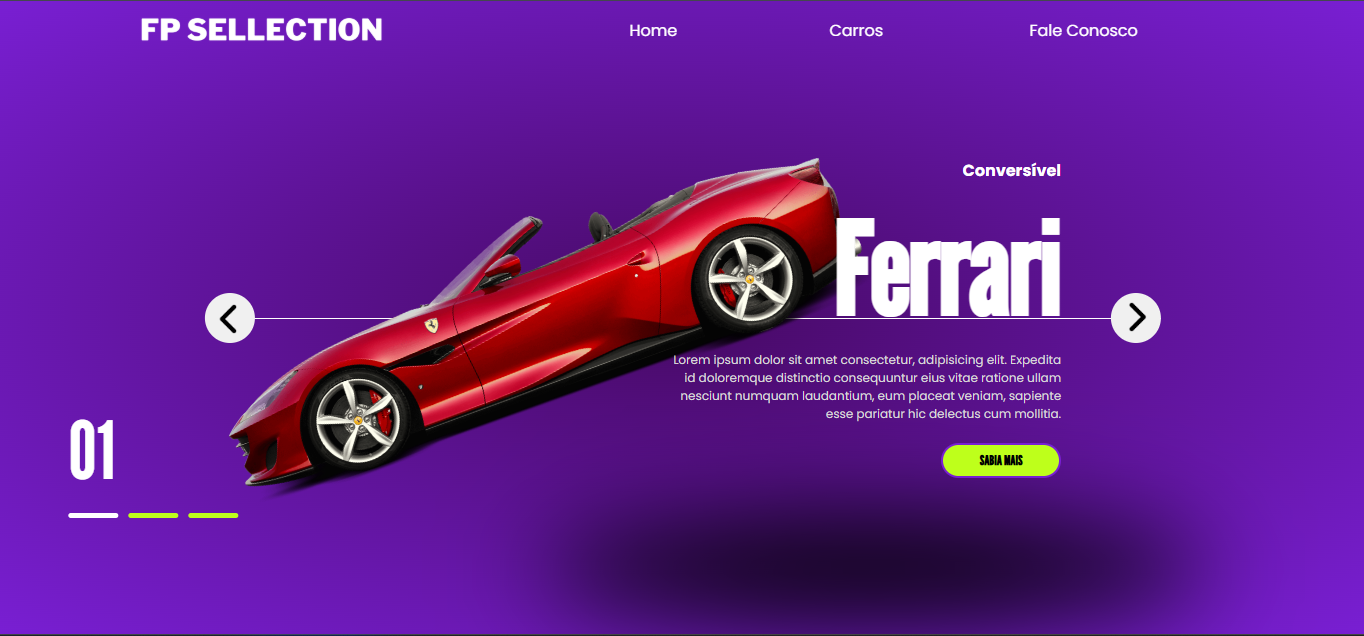 FP SELLECTION
Home
Carros
Fale Conosco
Conversível
Ferrari
Lorem ipsum dolor sit amet consectetur, adipisicing elit. Expedita
id doloremque distinctio consequuntur eius vitae ratione ullam
nesciunt numquam laudantium, eum placeat veniam, sapiente
esse pariatur hic delectus cum mollitia.
SABIA MAIS
01